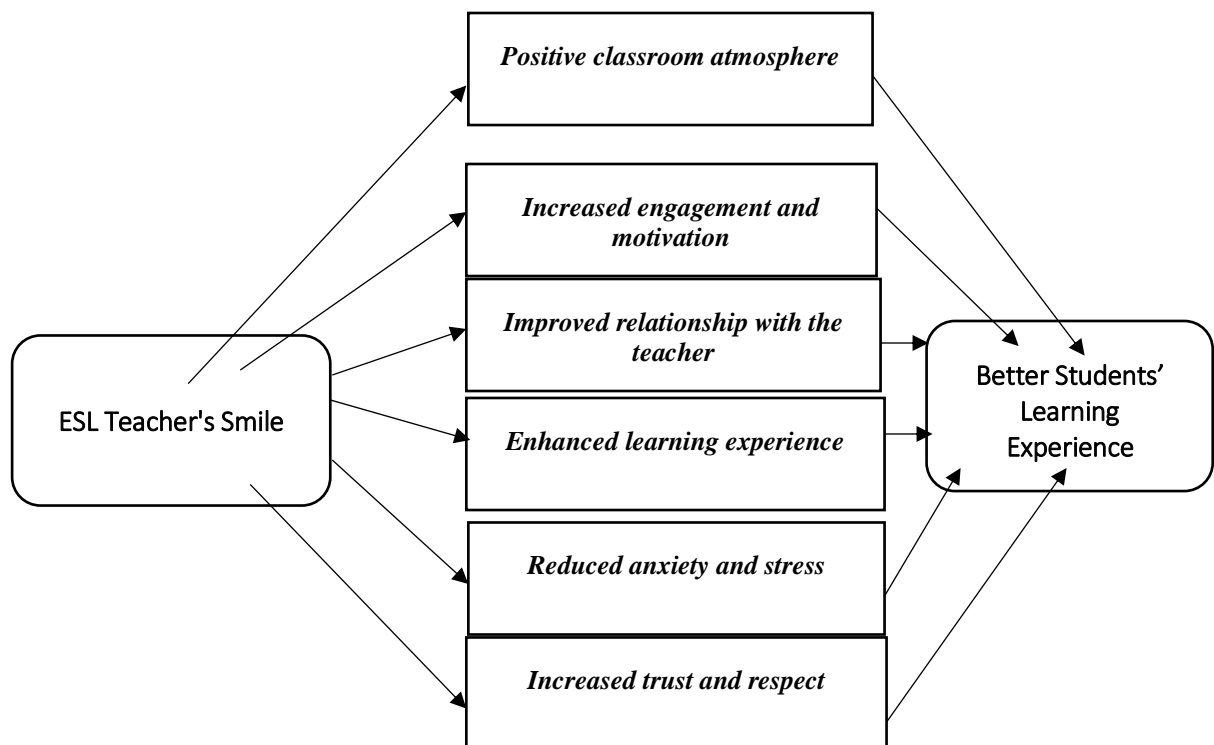 Positive classroom atmosphere
Increased engagement and
motivation
Improved relationship with the
teacher
ESL Teacher's Smile
Enhanced learning experience
Better Students’
Learning
Experience
Reduced anxiety and stress
Increased trust and respect